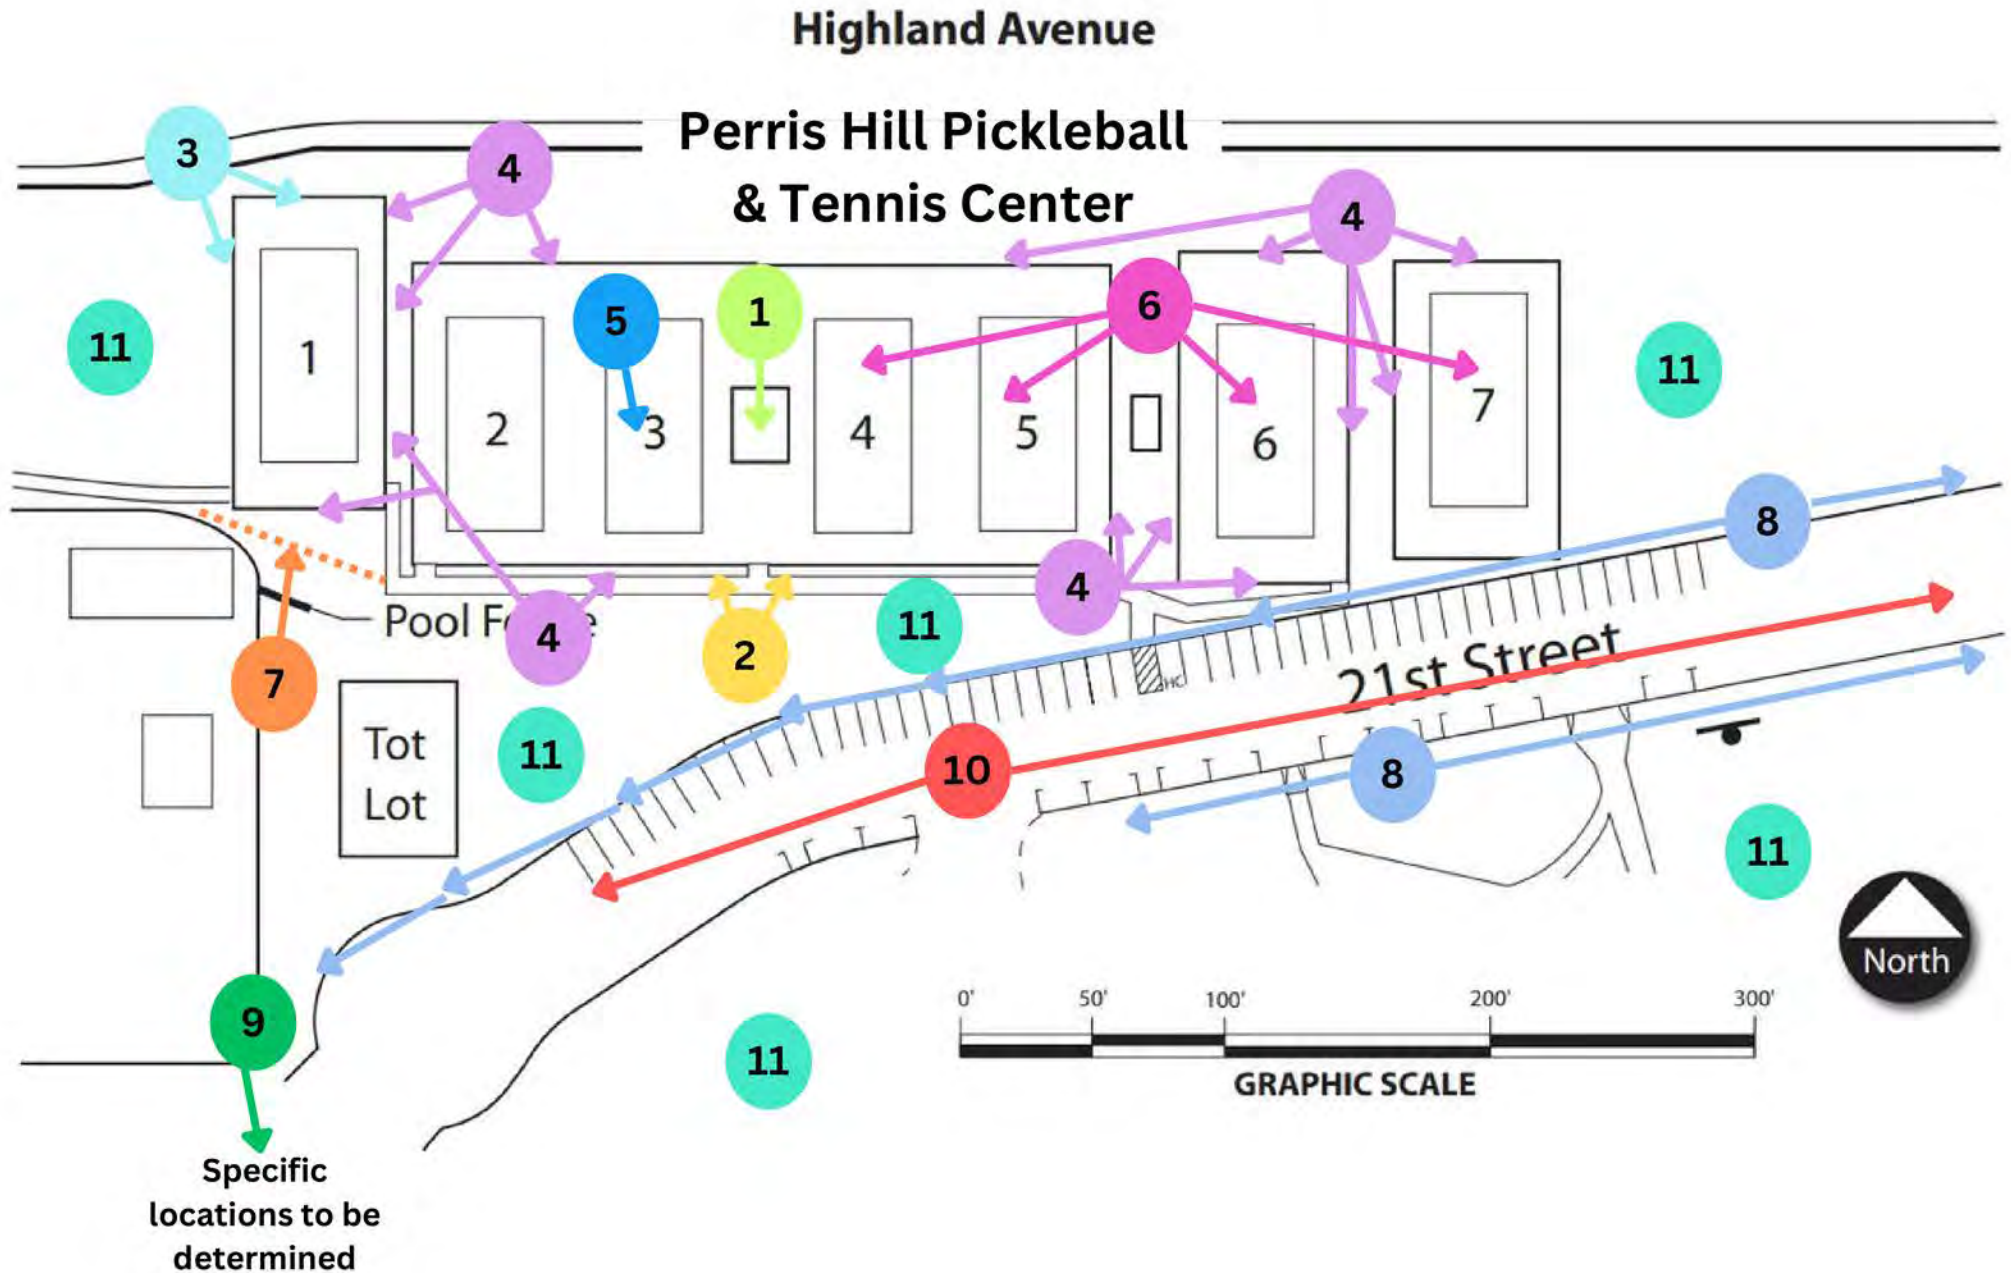 Highland Avenue
Perris Hill Pickleball
& Tennis Center
3
4
4
5
1
6
11
1
2
3
4
5
6
7
11
8
Pool Fe
e
4
2
11
4
7
HC
21st Street
Tot
Lot
11
10
8
11
North
9
0'
50'
100'
200'
300'
GRAPHIC SCALE
11
Specific
locations to be
determined